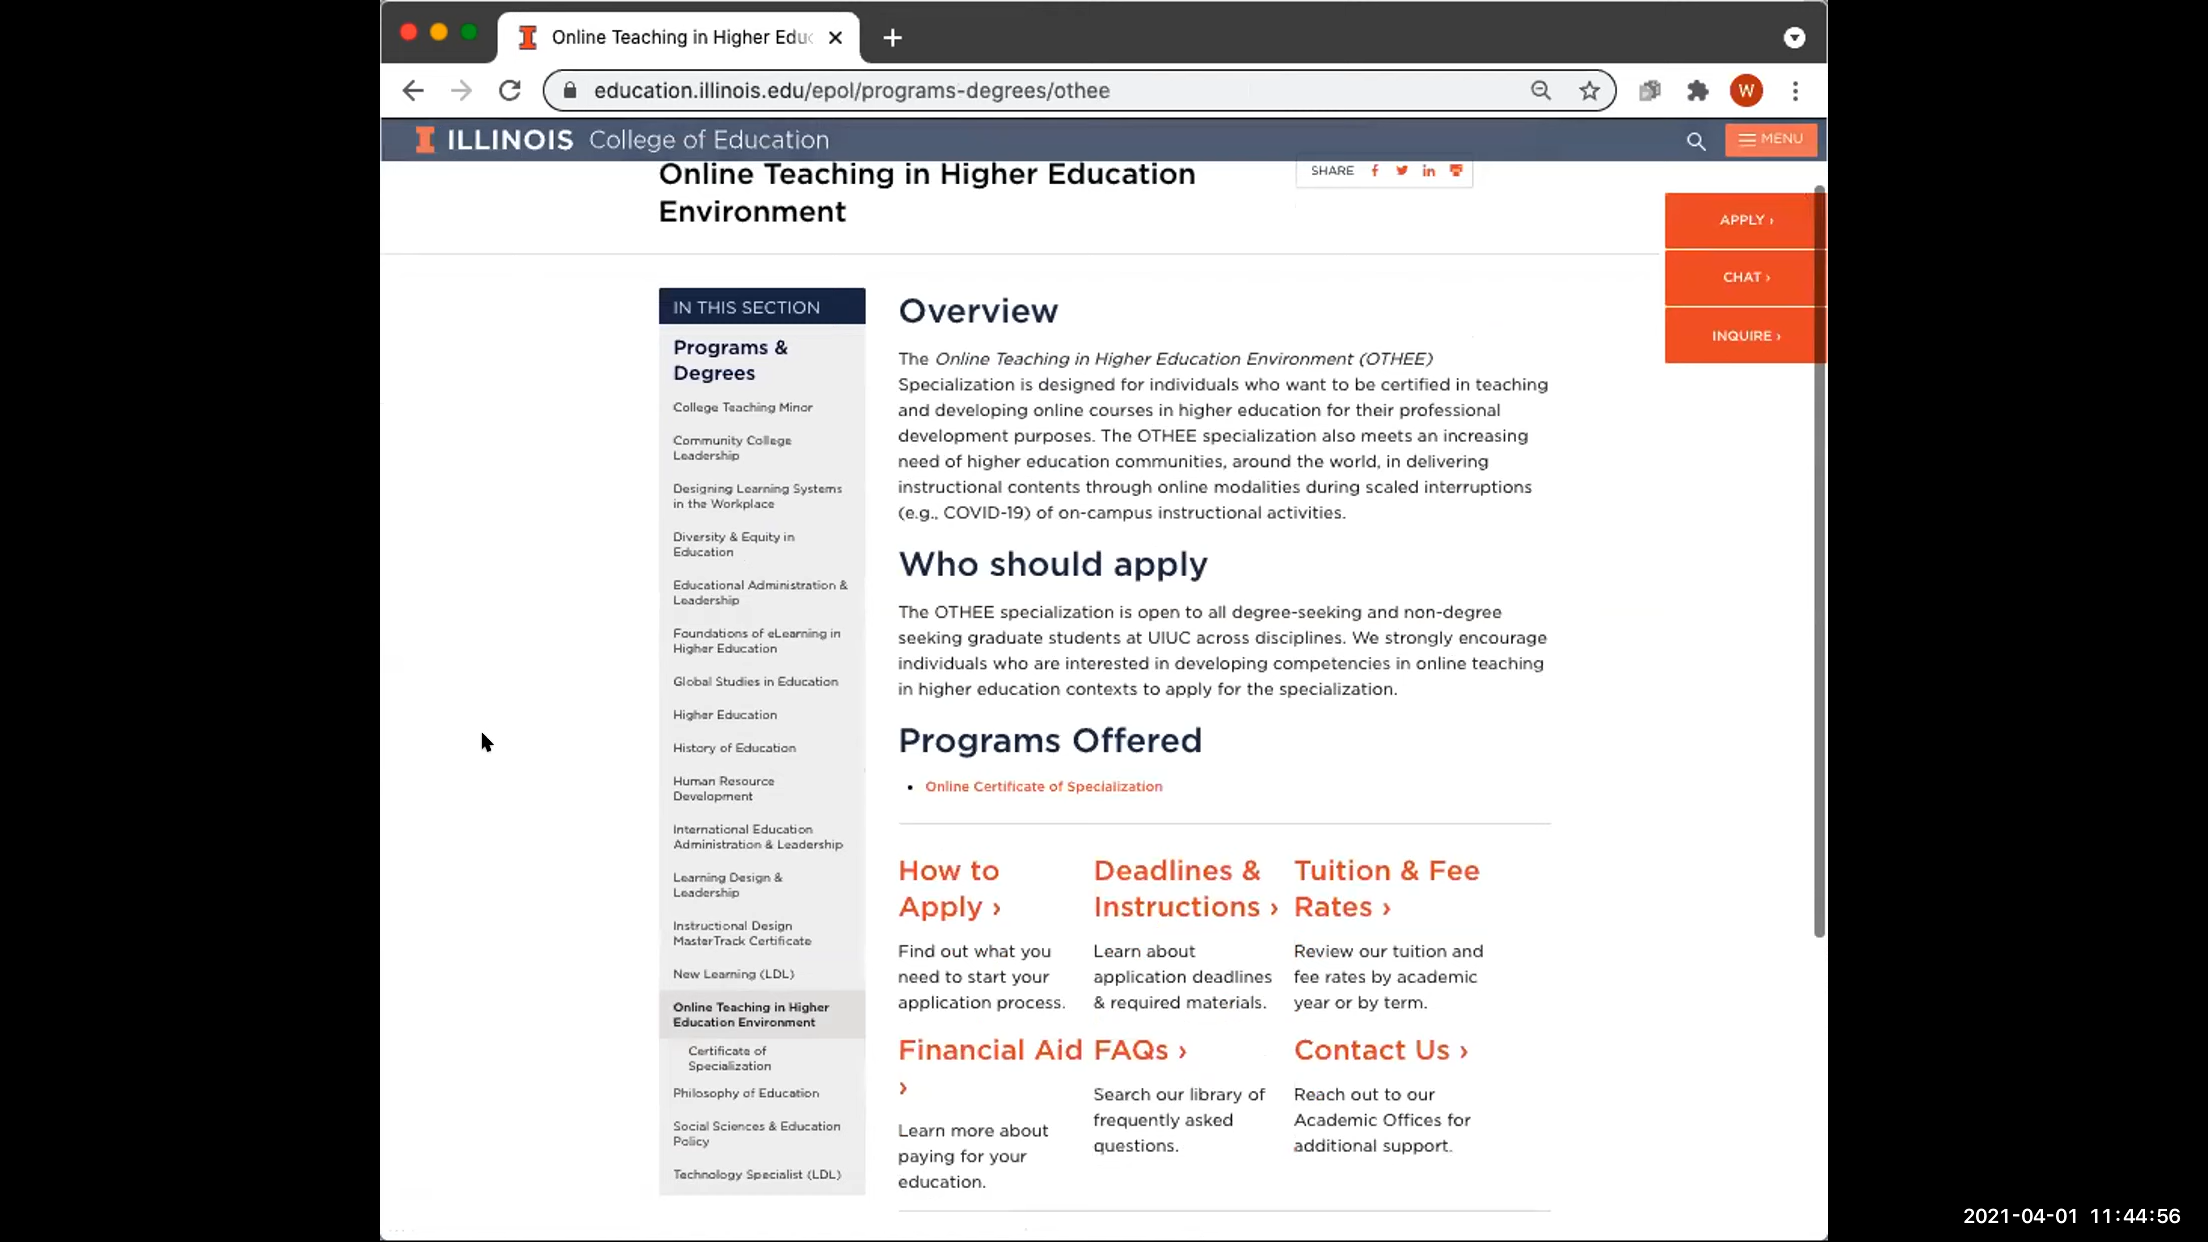 Online Teaching in Higher Educ
education.illinois.edu/epol/programs-degrees/othee
W
I ILLINOIS College of Education
MENU
Online Teaching in Higher Education
Environment
SHARE
APPLY ›
CHAT ›
INQUIRE ›
IN THIS SECTION
Programs &
Degrees
College Teaching Minor
Community College
Leadership
Designing Learning Systems
in the Workplace
Diversity & Equity in
Education
Educational Administration &
Leadership
Foundations of eLearning in
Higher Education
Global Studies in Education
Higher Education
History of Education
Human Resource
Development
International Education
Administration & Leadership
Learning Design &
Leadership
Instructional Design
MasterTrack Certificate
New Learning (LDL)
Online Teaching in Higher
Education Environment
Certificate of
Specialization
Philosophy of Education
Social Sciences & Education
Policy
Technology Specialist (LDL)
Overview
The Online Teaching in Higher Education Environment (OTHEE)
Specialization is designed for individuals who want to be certified in teaching
and developing online courses in higher education for their professional
development purposes. The OTHEE specialization also meets an increasing
need of higher education communities, around the world, in delivering
instructional contents through online modalities during scaled interruptions
(e.g., COVID-19) of on-campus instructional activities.
Who should apply
The OTHEE specialization is open to all degree-seeking and non-degree
seeking graduate students at UIUC across disciplines. We strongly encourage
individuals who are interested in developing competencies in online teaching
in higher education contexts to apply for the specialization.
Programs Offered
• Online Certificate of Specialization
How to
Apply ›
Find out what you
need to start your
application process.
Deadlines &
Instructions ›
Learn about
application deadlines
& required materials.
Tuition & Fee
Rates ›
Review our tuition and
fee rates by academic
year or by term.
Financial Aid
›
Learn more about
paying for your
education.
FAQs ›
Search our library of
frequently asked
questions.
Contact Us ›
Reach out to our
Academic Offices for
additional support.
2021-04-01 11:44:56